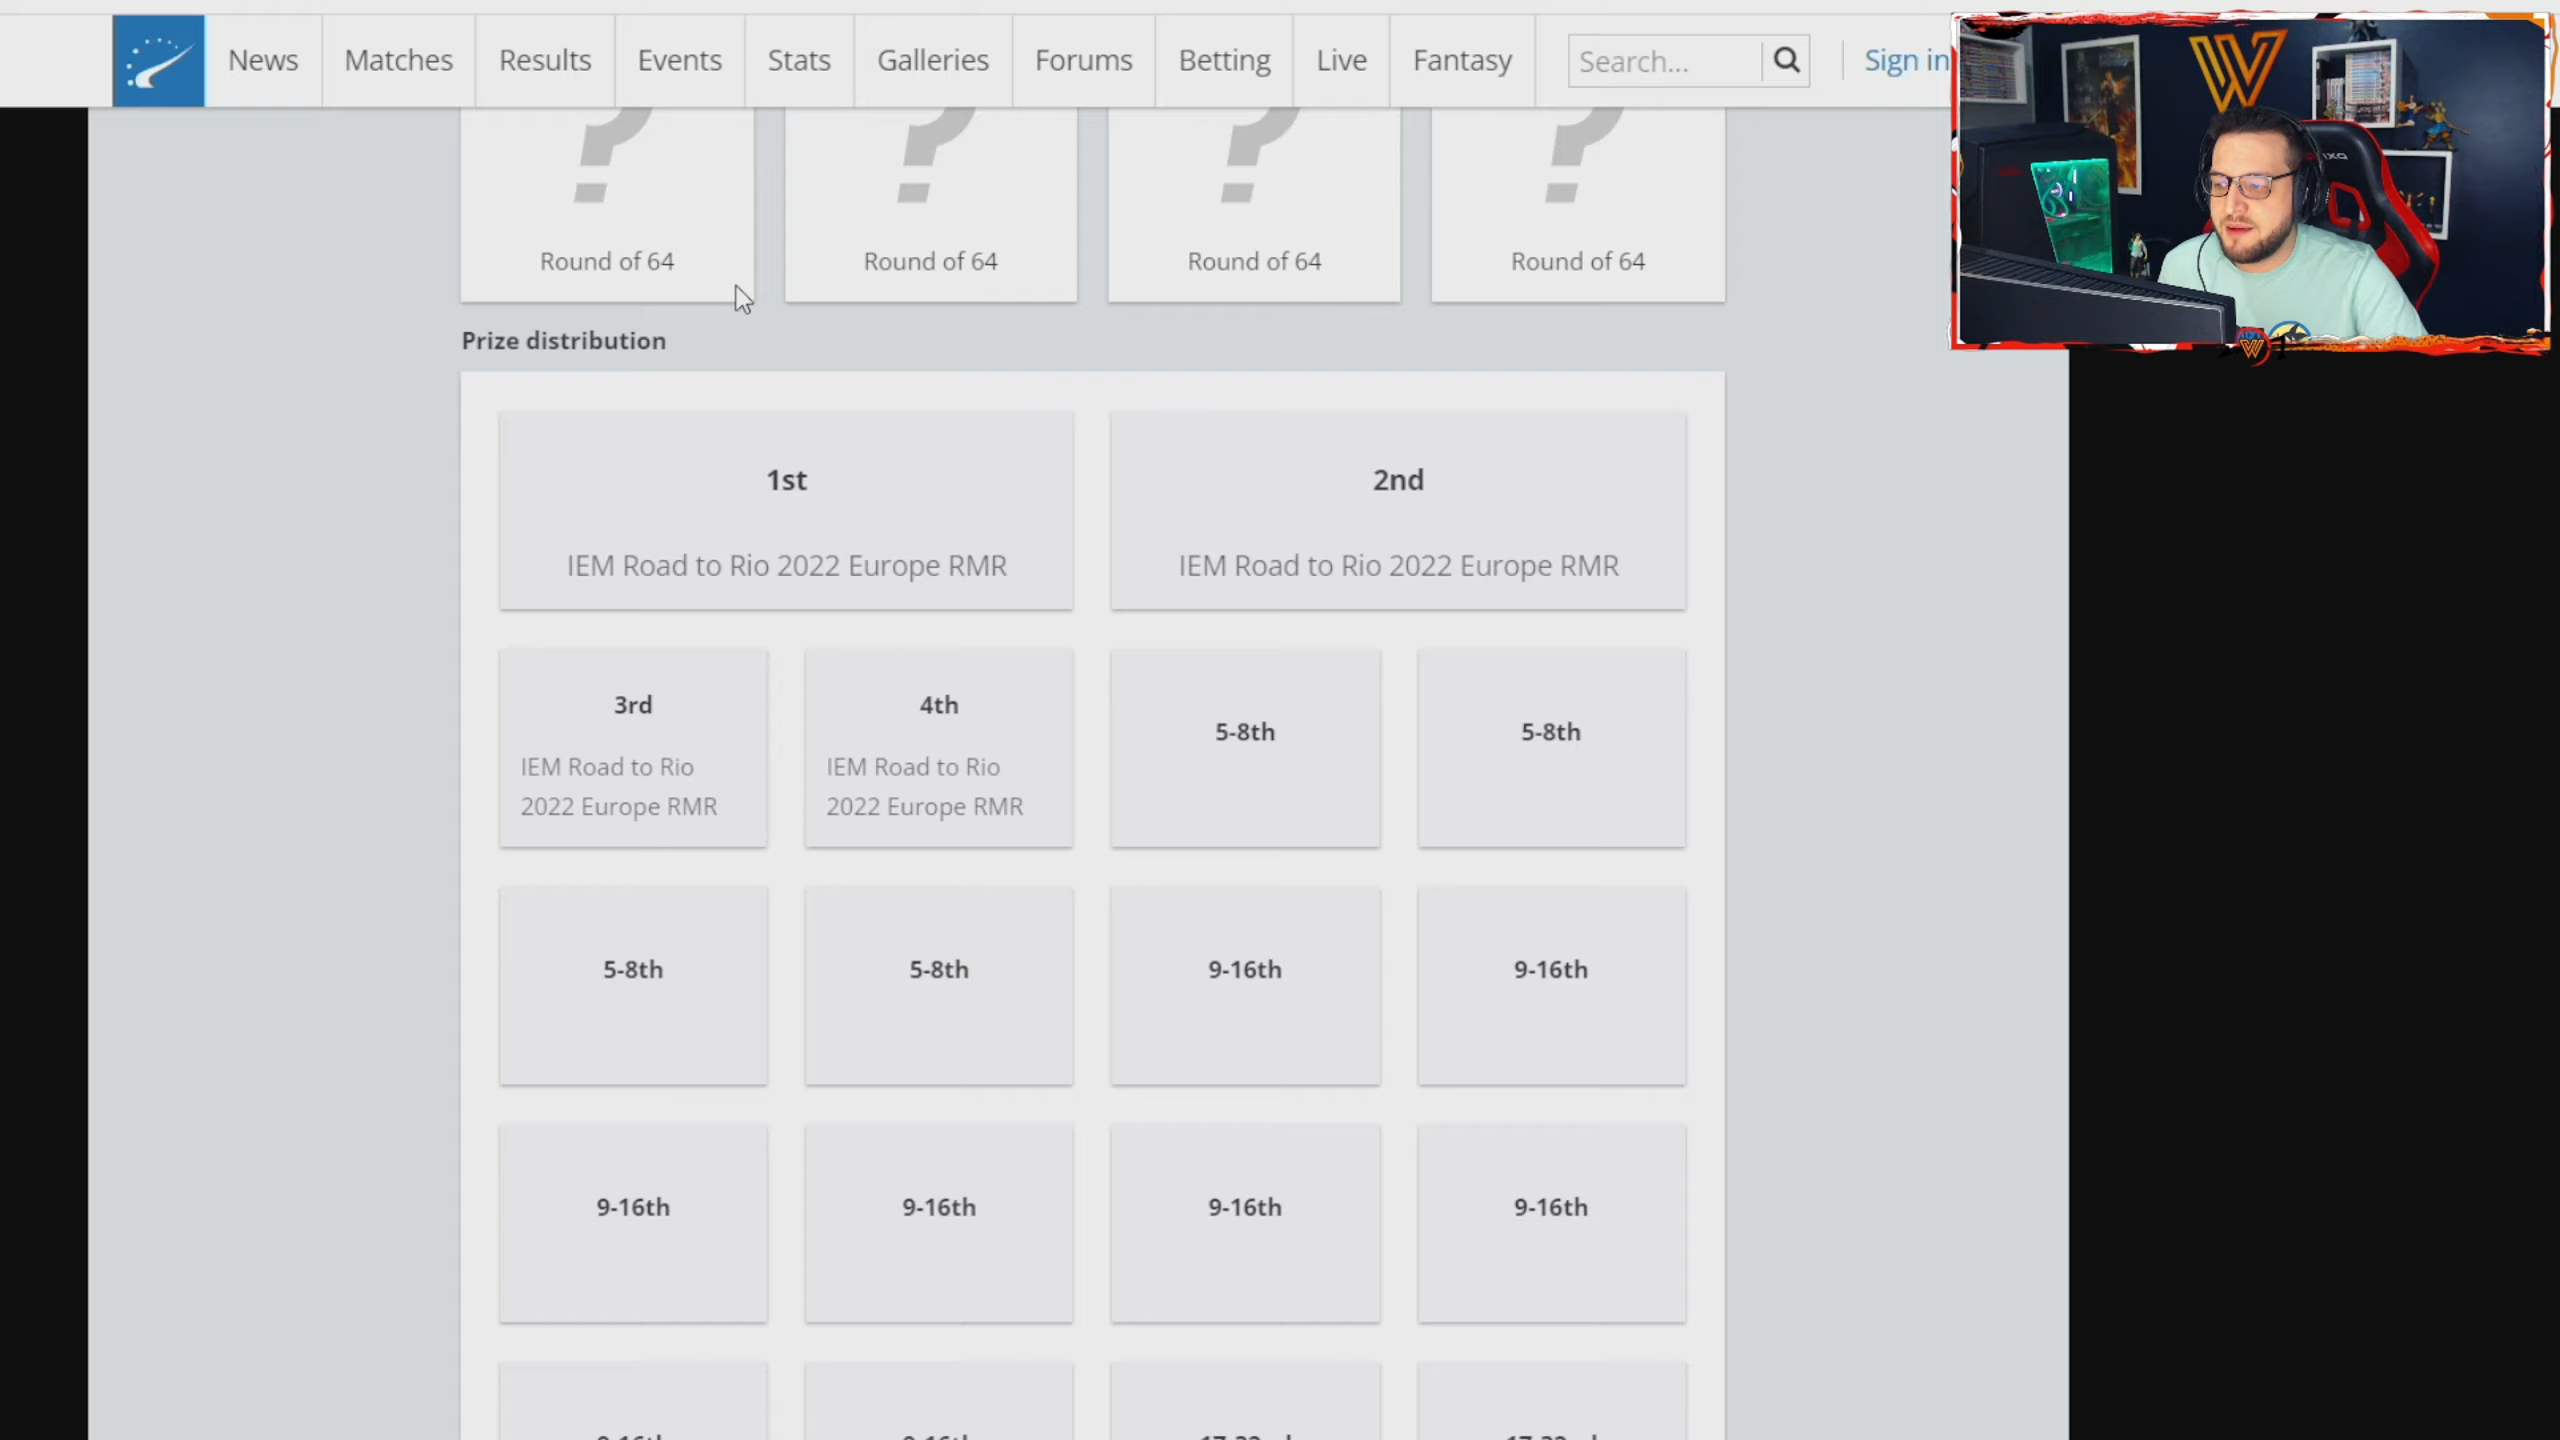 News Matches Results Events Stats Galleries Forums Betting Live Fantasy Search... Sign in
Round of 64 Round of 64 Round of 64 Round of 64
Prize distribution
1st 2nd
IEM Road to Rio 2022 Europe RMR IEM Road to Rio 2022 Europe RMR
3rd 4th 5-8th 5-8th
IEM Road to Rio IEM Road to Rio
2022 Europe RMR 2022 Europe RMR
5-8th 5-8th 9-16th 9-16th
9-16th 9-16th 9-16th 9-16th